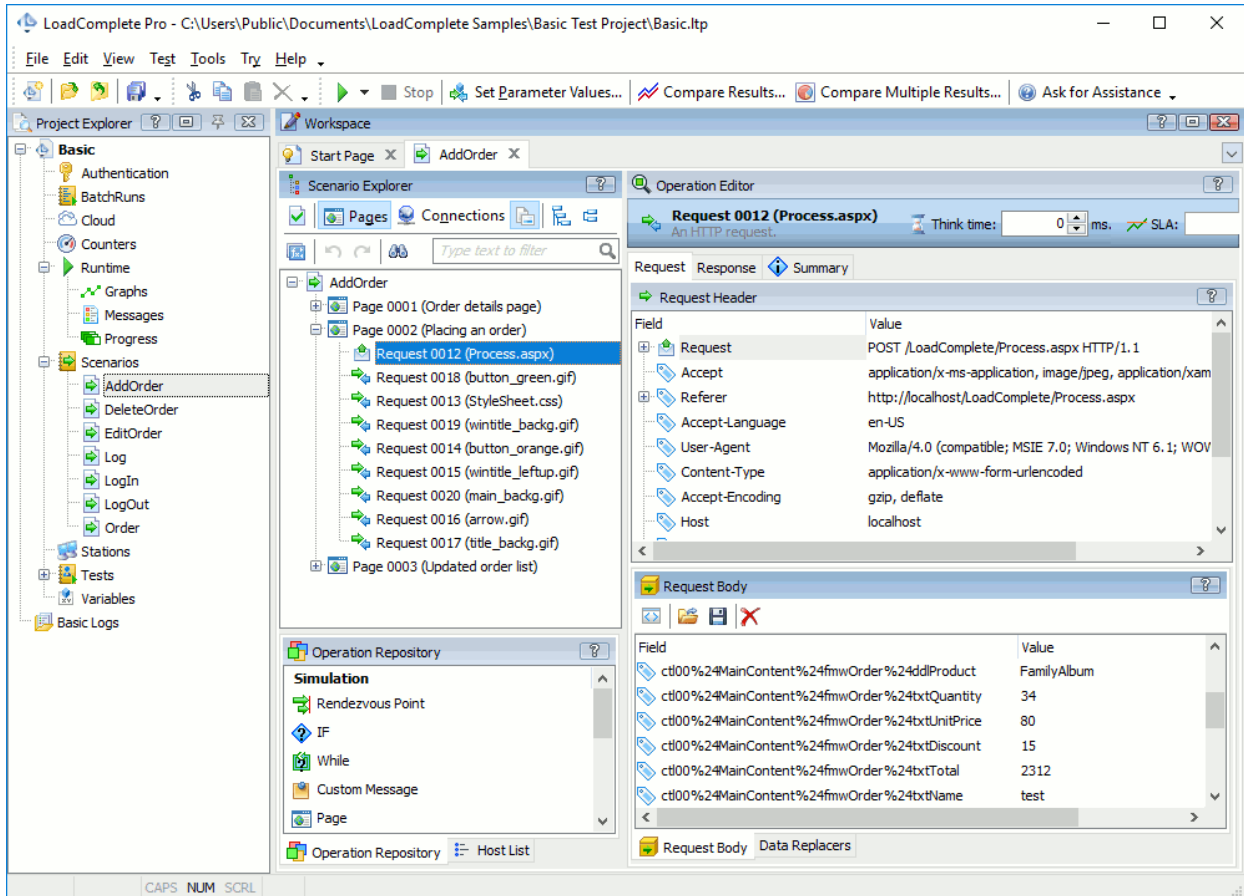 LoadComplete Pro - C:\Users\Public\Documents\LoadComplete Samples\Basic Test Project\Basic.ltp
File Edit View Test Tools Try Help
Stop Set Parameter Values... Compare Results... Compare Multiple Results... Ask for Assistance
Project Explorer
Basic
Authentication
BatchRuns
Cloud
Counters
Runtime
Graphs
Messages
Progress
Scenarios
AddOrder
DeleteOrder
EditOrder
Log
LogIn
LogOut
Order
Stations
Tests
Variables
Basic Logs
Workspace
Start Page AddOrder
Scenario Explorer
Pages Connections
Type text to filter
AddOrder
Page 0001 (Order details page)
Page 0002 (Placing an order)
Request 0012 (Process.aspx)
Request 0018 (button_green.gif)
Request 0013 (StyleSheet.css)
Request 0019 (wintitle_backg.gif)
Request 0014 (button_orange.gif)
Request 0015 (wintitle_leftup.gif)
Request 0020 (main_backg.gif)
Request 0016 (arrow.gif)
Request 0017 (title_backg.gif)
Page 0003 (Updated order list)
Operation Repository
Simulation
Rendezvous Point
IF
While
Custom Message
Page
Operation Repository Host List
Operation Editor
Request 0012 (Process.aspx)
An HTTP request.
Think time: 0 ms. SLA:
Request Response Summary
Request Header
Field Value
Request POST /LoadComplete/Process.aspx HTTP/1.1
Accept application/x-ms-application, image/jpeg, application/xam
Referer http://localhost/LoadComplete/Process.aspx
Accept-Language en-US
User-Agent Mozilla/4.0 (compatible; MSIE 7.0; Windows NT 6.1; WOV
Content-Type application/x-www-form-urlencoded
Accept-Encoding gzip, deflate
Host localhost
Request Body
Field Value
ctl00%24MainContent%24fmwOrder%24ddlProduct FamilyAlbum
ctl00%24MainContent%24fmwOrder%24txtQuantity 34
ctl00%24MainContent%24fmwOrder%24txtUnitPrice 80
ctl00%24MainContent%24fmwOrder%24txtDiscount 15
ctl00%24MainContent%24fmwOrder%24txtTotal 2312
ctl00%24MainContent%24fmwOrder%24txtName test
Request Body Data Replacers
CAPS NUM SCRL